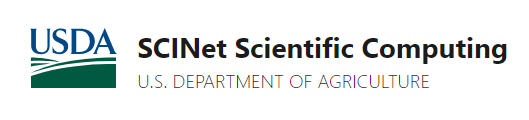 USDA
SCINet Scientific Computing
U.S. DEPARTMENT OF AGRICULTURE